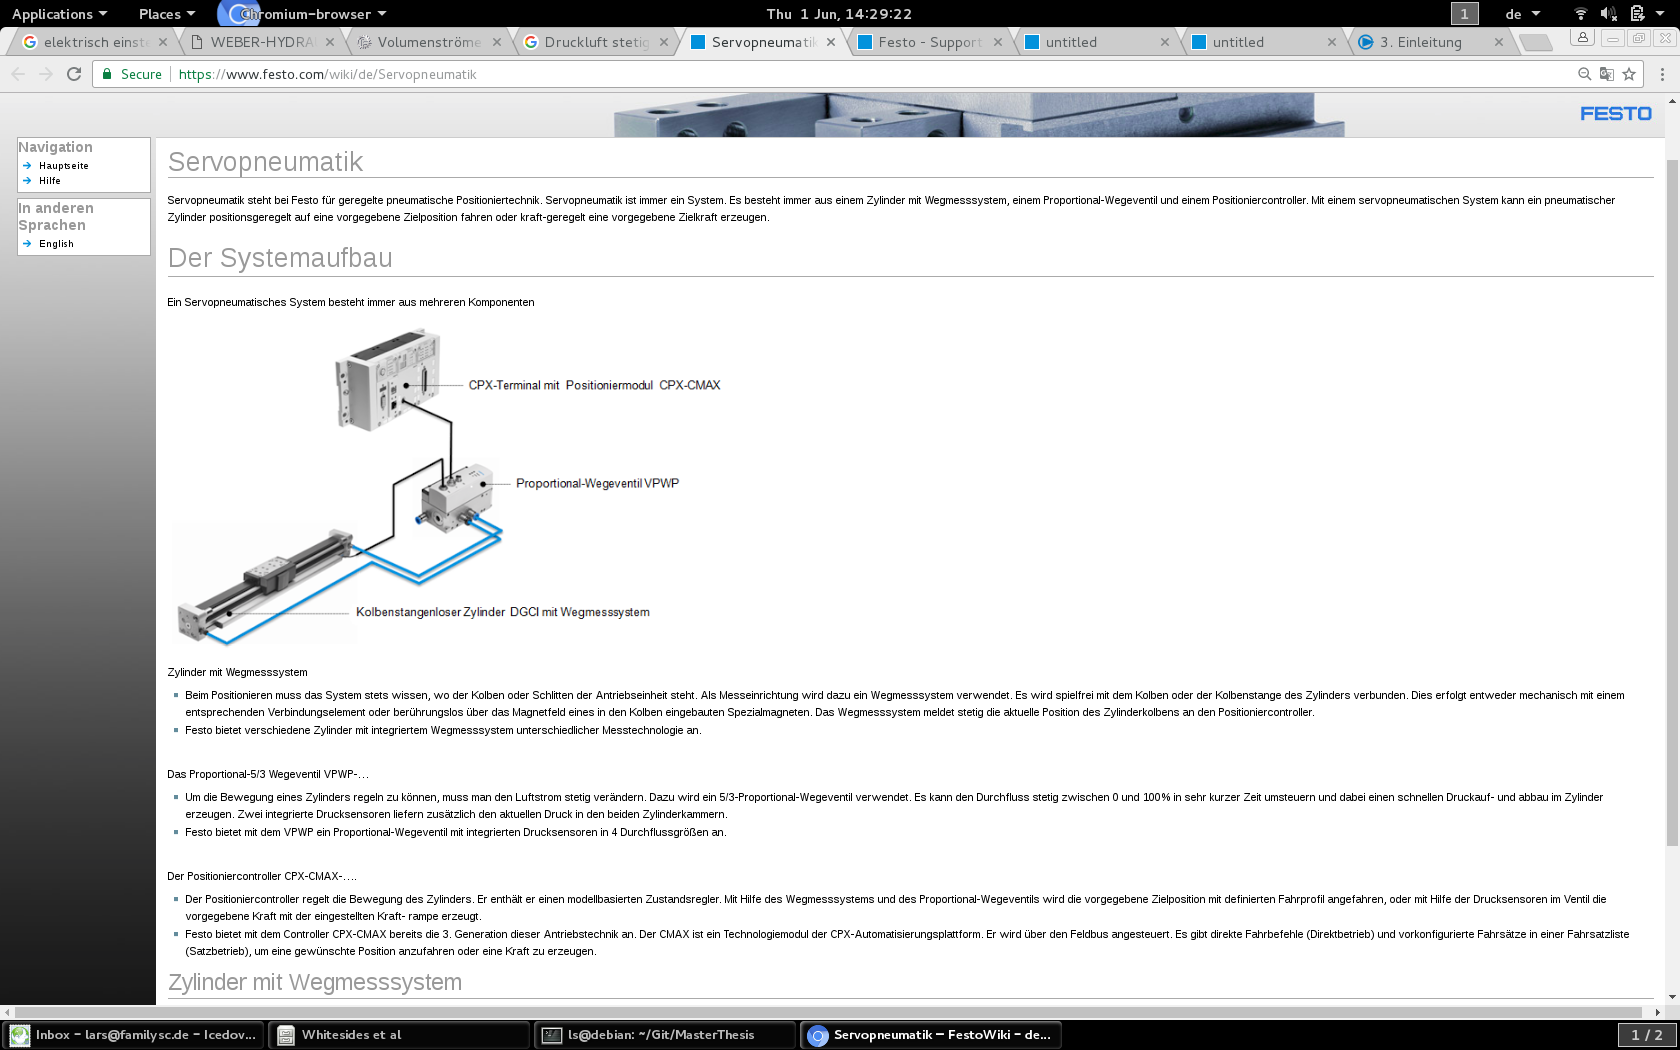 Applications Places Chromium-browser Thu 1 Jun, 14:29:22 1 de
elektrisch einste WEBER-HYDRA Volumenströme Druckluft stetig Servopneumatik Festo - Support untitled untitled 3. Einleitung
Secure https://www.festo.com/wiki/de/Servopneumatik
FESTO
Navigation
Hauptseite
Hilfe
In anderen
Sprachen
English
Servopneumatik
Servopneumatik steht bei Festo für geregelte pneumatische Positioniertechnik. Servopneumatik ist immer ein System. Es besteht immer aus einem Zylinder mit Wegmesssystem, einem Proportional-Wegeventil und einem Positioniercontroller. Mit einem servopneumatischen System kann ein pneumatischer
Zylinder positionsgeregelt auf eine vorgegebene Zielposition fahren oder kraft-geregelt eine vorgegebene Zielkraft erzeugen.
Der Systemaufbau
Ein Servopneumatisches System besteht immer aus mehreren Komponenten
CPX-Terminal mit Positioniermodul CPX-CMAX
Proportional-Wegeventil VPWP
Kolbenstangenloser Zylinder DGCI mit Wegmesssystem
Zylinder mit Wegmesssystem
Beim Positionieren muss das System stets wissen, wo der Kolben oder Schlitten der Antriebseinheit steht. Als Messeinrichtung wird dazu ein Wegmesssystem verwendet. Es wird spielfrei mit dem Kolben oder der Kolbenstange des Zylinders verbunden. Dies erfolgt entweder mechanisch mit einem
entsprechenden Verbindungselement oder berührungslos über das Magnetfeld eines in den Kolben eingebauten Spezialmagneten. Das Wegmesssystem meldet stetig die aktuelle Position des Zylinderkolbens an den Positioniercontroller.
Festo bietet verschiedene Zylinder mit integriertem Wegmesssystem unterschiedlicher Messtechnologie an.
Das Proportional-5/3 Wegeventil VPWP-...
Um die Bewegung eines Zylinders regeln zu können, muss man den Luftstrom stetig verändern. Dazu wird ein 5/3-Proportional-Wegeventil verwendet. Es kann den Durchfluss stetig zwischen 0 und 100% in sehr kurzer Zeit umsteuern und dabei einen schnellen Druckauf- und abbau im Zylinder
erzeugen. Zwei integrierte Drucksensoren liefern zusätzlich den aktuellen Druck in den beiden Zylinderkammern.
Festo bietet mit dem VPWP ein Proportional-Wegeventil mit integrierten Drucksensoren in 4 Durchflussgrößen an.
Der Positioniercontroller CPX-CMAX-....
Der Positioniercontroller regelt die Bewegung des Zylinders. Er enthält er einen modellbasierten Zustandsregler. Mit Hilfe des Wegmesssystems und des Proportional-Wegeventils wird die vorgegebene Zielposition mit definierten Fahrprofil angefahren, oder mit Hilfe der Drucksensoren im Ventil die
vorgegebene Kraft mit der eingestellten Kraft- rampe erzeugt.
Festo bietet mit dem Controller CPX-CMAX bereits die 3. Generation dieser Antriebstechnik an. Der CMAX ist ein Technologiemodul der CPX-Automatisierungsplattform. Er wird über den Feldbus angesteuert. Es gibt direkte Fahrbefehle (Direktbetrieb) und vorkonfigurierte Fahrsätze in einer Fahrsatzliste
(Satzbetrieb), um eine gewünschte Position anzufahren oder eine Kraft zu erzeugen.
Zylinder mit Wegmesssystem
Inbox - lars@familysc.de - Icedov... Whitesides et al ls@debian: ~/Git/MasterThesis Servopneumatik – FestoWiki - de... 1 / 2